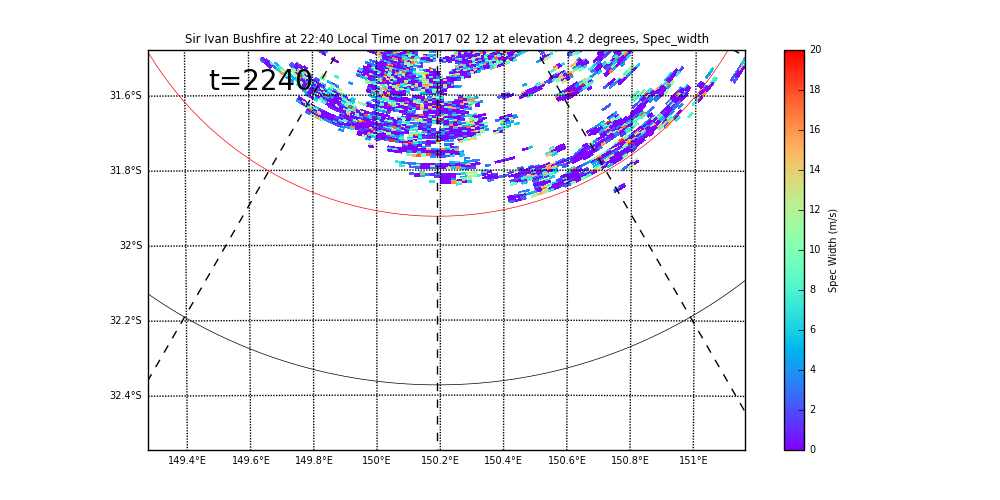 Sir Ivan Bushfire at 22:40 Local Time on 2017 02 12 at elevation 4.2 degrees, Spec_width
t=2240
31.6°S
31.8°S
32°S
32.2°S
32.4°S
149.4°E 149.6°E 149.8°E 150°E 150.2°E 150.4°E 150.6°E 150.8°E 151°E
20
18
16
14
12
10
8
6
4
2
0
Spec Width (m/s)